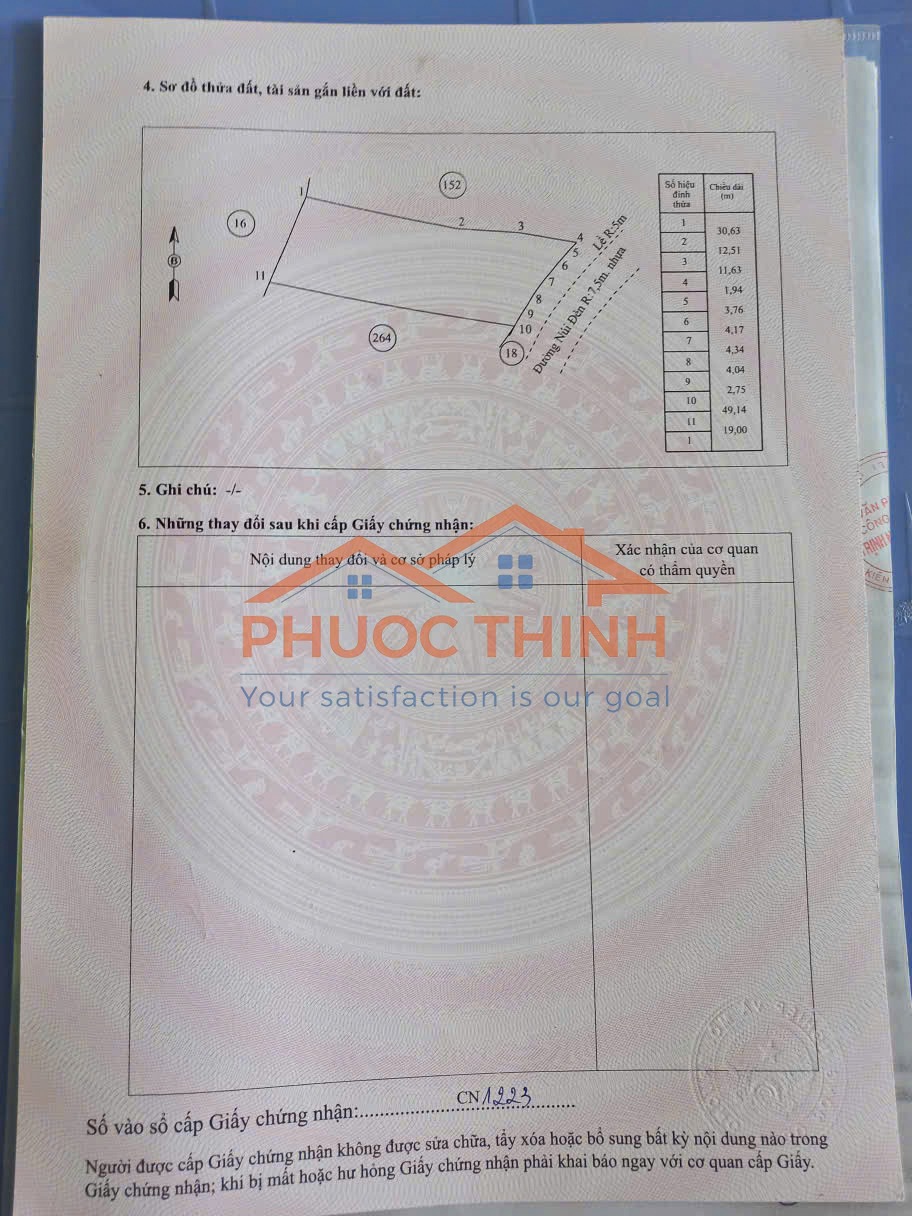 4. Sơ đồ thửa đất, tài sản gắn liền với đất:
152
16
1
2
3
4
5
6
7
8
9
10
11
264
18
B
Lề R:5m
Đường Núi Đèn R:7,5m. nhựa
Số hiệu đỉnh thửa
Chiều dài (m)
1
30,63
2
12,51
3
11,63
4
1,94
5
3,76
6
4,17
7
4,34
8
4,04
9
2,75
10
49,14
11
19,00
1
5. Ghi chú: -/-
6. Những thay đổi sau khi cấp Giấy chứng nhận:
Nội dung thay đổi và cơ sở pháp lý
Xác nhận của cơ quan
có thẩm quyền
PHUOC THINH
Your satisfaction is our goal
Số vào sổ cấp Giấy chứng nhận:........CN1223........
Người được cấp Giấy chứng nhận không được sửa chữa, tẩy xóa hoặc bổ sung bất kỳ nội dung nào trong
Giấy chứng nhận; khi bị mất hoặc hư hỏng Giấy chứng nhận phải khai báo ngay với cơ quan cấp Giấy.